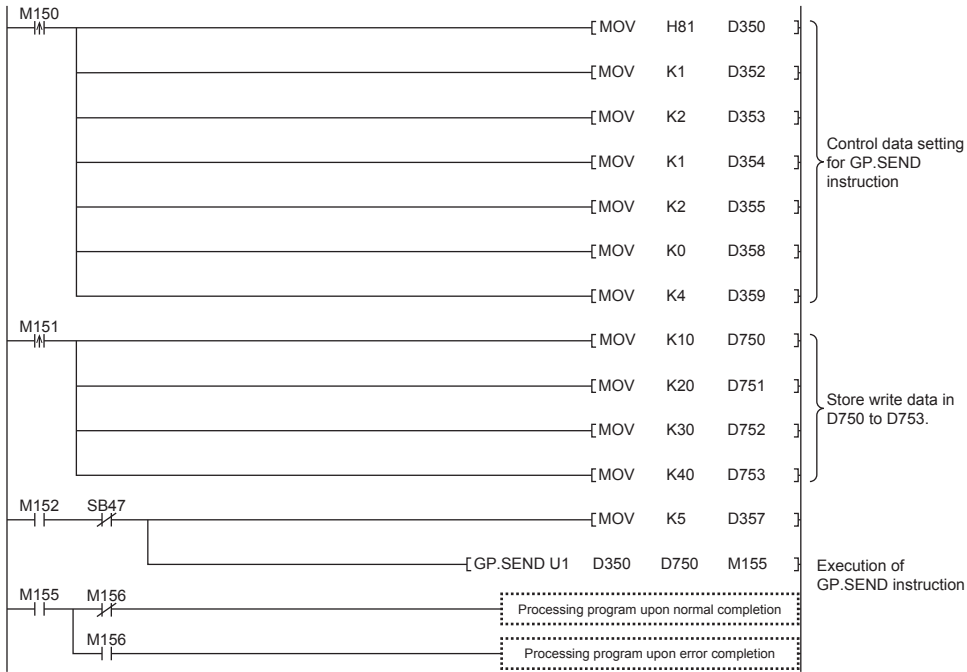 M150
MOV H81 D350
MOV K1 D352
MOV K2 D353
MOV K1 D354
MOV K2 D355
MOV K0 D358
MOV K4 D359
Control data setting
for GP.SEND
instruction
M151
MOV K10 D750
MOV K20 D751
MOV K30 D752
MOV K40 D753
Store write data in
D750 to D753.
M152 SB47
MOV K5 D357
GP.SEND U1 D350 D750 M155
Execution of
GP.SEND instruction
M155 M156
Processing program upon normal completion
M156
Processing program upon error completion